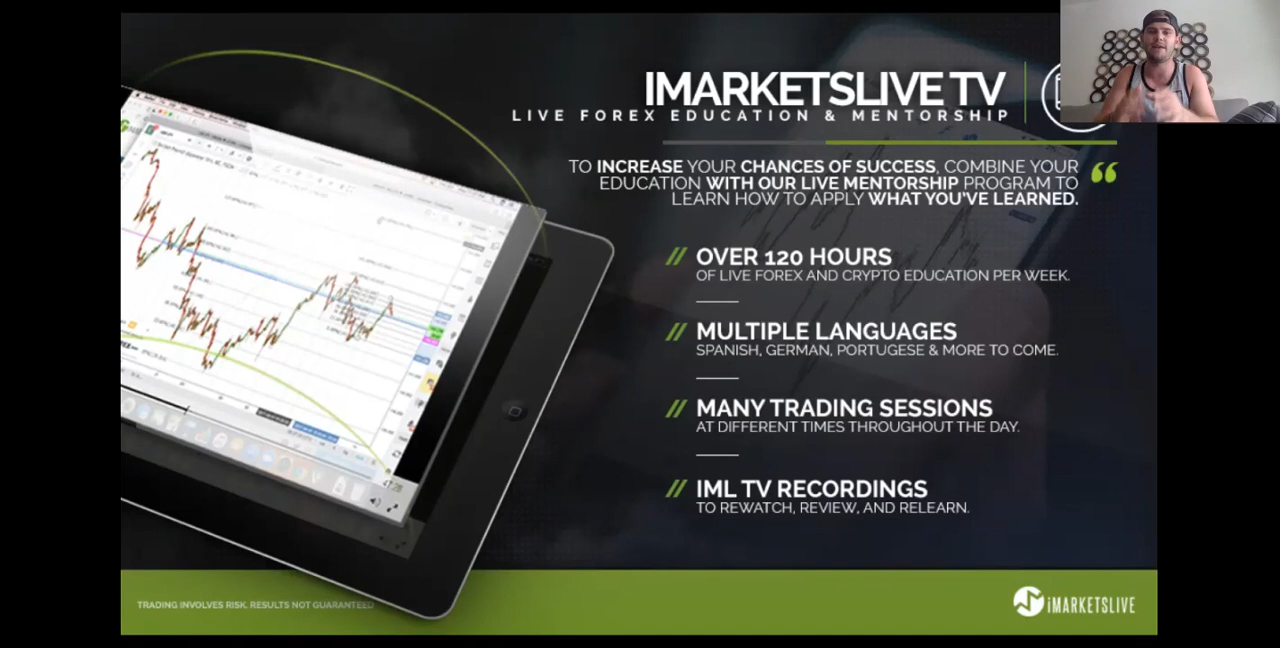 IMARKETSLIVE TV
LIVE FOREX EDUCATION & MENTORSHIP
TO INCREASE YOUR CHANCES OF SUCCESS, COMBINE YOUR
EDUCATION WITH OUR LIVE MENTORSHIP PROGRAM TO
LEARN HOW TO APPLY WHAT YOU'VE LEARNED.
// OVER 120 HOURS
OF LIVE FOREX AND CRYPTO EDUCATION PER WEEK.
// MULTIPLE LANGUAGES
SPANISH, GERMAN, PORTUGESE & MORE TO COME.
// MANY TRADING SESSIONS
AT DIFFERENT TIMES THROUGHOUT THE DAY.
// IML TV RECORDINGS
TO REWATCH, REVIEW, AND RELEARN.
TRADING INVOLVES RISK. RESULTS NOT GUARANTEED
iMARKETSLIVE